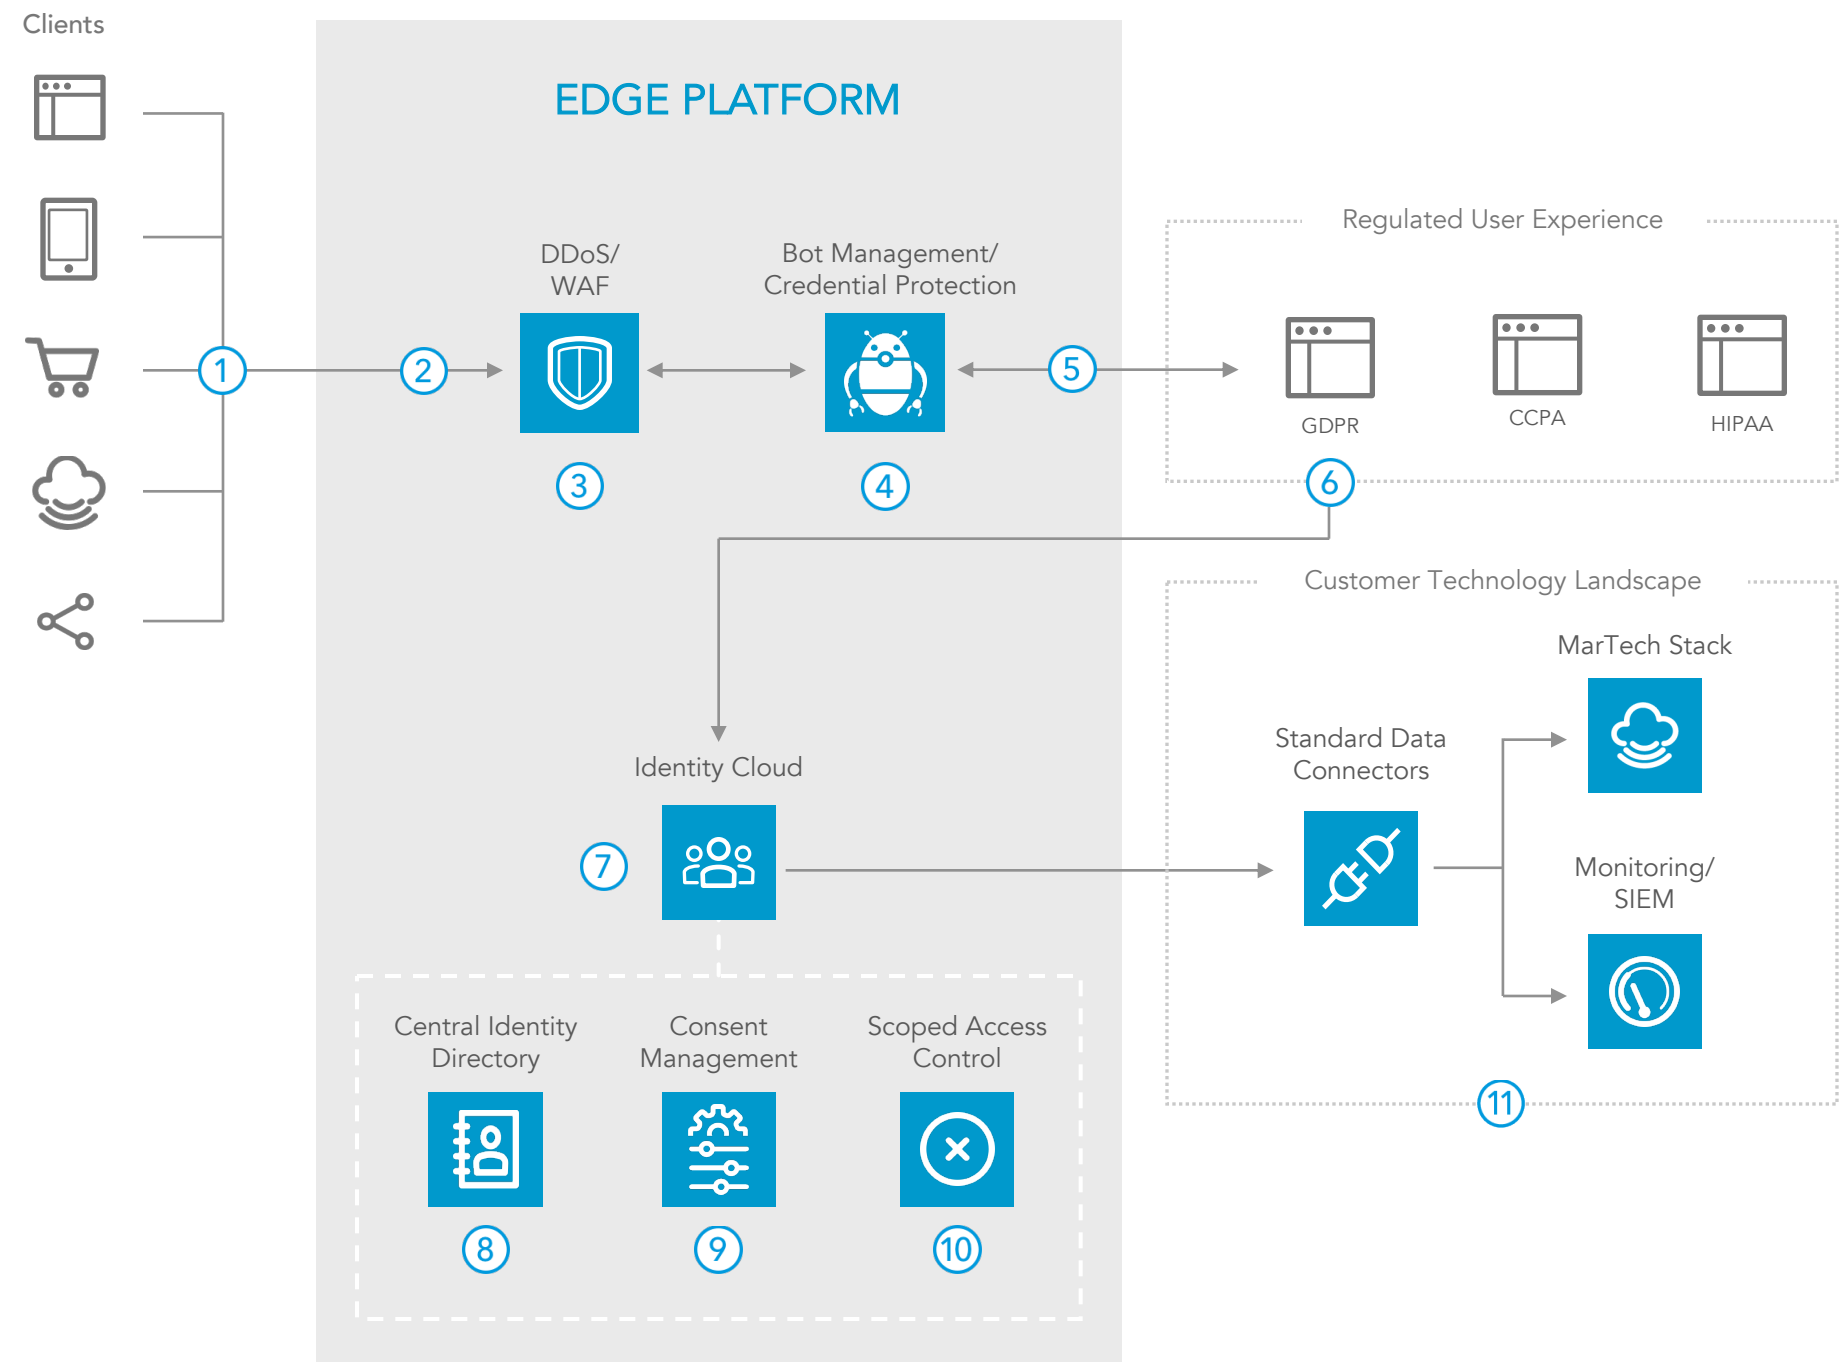 Clients
EDGE PLATFORM
DDoS/
WAF
Bot Management/
Credential Protection
Regulated User Experience
GDPR
CCPA
HIPAA
1
2
3
4
5
6
Customer Technology Landscape
MarTech Stack
Standard Data
Connectors
Monitoring/
SIEM
11
Identity Cloud
7
Central Identity
Directory
Consent
Management
Scoped Access
Control
8
9
10